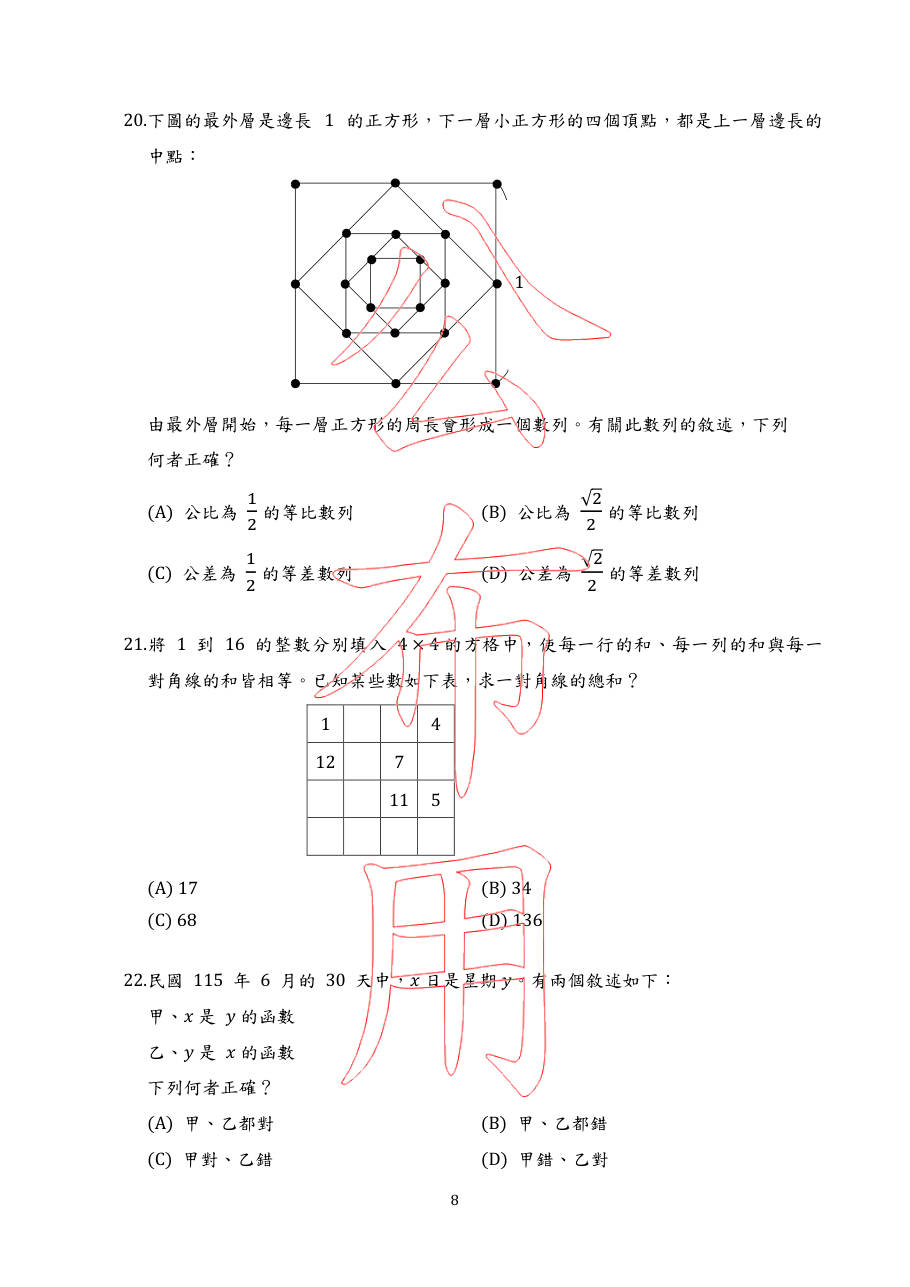 20.下圖的最外層是邊長 1 的正方形，下一層小正方形的四個頂點，都是上一層邊長的
中點：
1
由最外層開始，每一層正方形的周長會形成一個數列。有關此數列的敘述，下列
何者正確？
(A) 公比為 1/2 的等比數列 (B) 公比為 √2/2 的等比數列
(C) 公差為 1/2 的等差數列 (D) 公差為 √2/2 的等差數列
21.將 1 到 16 的整數分別填入 4 × 4 的方格中，使每一行的和、每一列的和與每一
對角線的和皆相等。已知某些數如下表，求一對角線的總和？
1 4
12 7
11 5
(A) 17 (B) 34
(C) 68 (D) 136
22.民國 115 年 6 月的 30 天中，x 日是星期 y。有兩個敘述如下：
甲、x 是 y 的函數
乙、y 是 x 的函數
下列何者正確？
(A) 甲、乙都對 (B) 甲、乙都錯
(C) 甲對、乙錯 (D) 甲錯、乙對
8
公
布
用